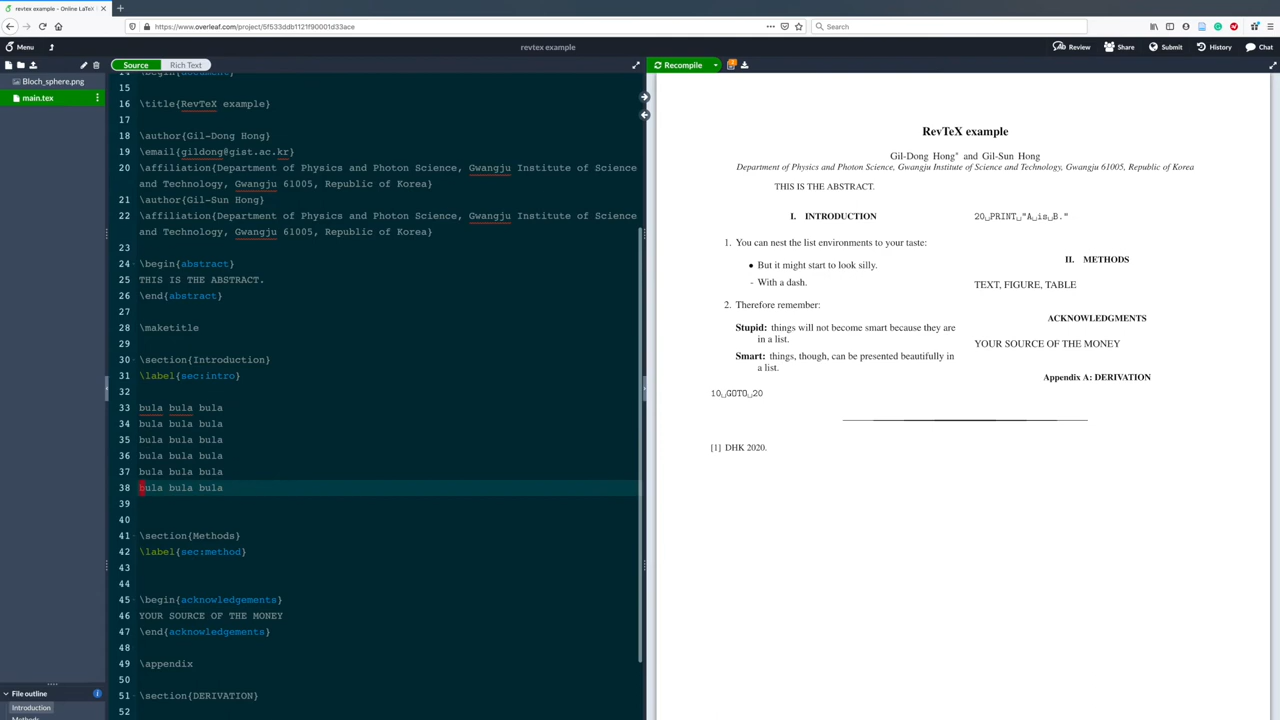 revtex example - Online LaTeX
https://www.overleaf.com/project/5f533ddb1121f90001d33ace
Search
Menu
revtex example
Review
Share
Submit
History
Chat
Source
Rich Text
Recompile
Bloch_sphere.png
main.tex
File outline
Introduction
Methods
14 \begin{document}
15
16 \title{RevTeX example}
17
18 \author{Gil-Dong Hong}
19 \email{gildong@gist.ac.kr}
20 \affiliation{Department of Physics and Photon Science, Gwangju Institute of Science
and Technology, Gwangju 61005, Republic of Korea}
21 \author{Gil-Sun Hong}
22 \affiliation{Department of Physics and Photon Science, Gwangju Institute of Science
and Technology, Gwangju 61005, Republic of Korea}
23
24 \begin{abstract}
25 THIS IS THE ABSTRACT.
26 \end{abstract}
27
28 \maketitle
29
30 \section{Introduction}
31 \label{sec:intro}
32
33 bula bula bula
34 bula bula bula
35 bula bula bula
36 bula bula bula
37 bula bula bula
38 bula bula bula
39
40
41 \section{Methods}
42 \label{sec:method}
43
44
45 \begin{acknowledgements}
46 YOUR SOURCE OF THE MONEY
47 \end{acknowledgements}
48
49 \appendix
50
51 \section{DERIVATION}
52
RevTeX example
Gil-Dong Hong* and Gil-Sun Hong
Department of Physics and Photon Science, Gwangju Institute of Science and Technology, Gwangju 61005, Republic of Korea
THIS IS THE ABSTRACT.
I. INTRODUCTION
1. You can nest the list environments to your taste:
• But it might start to look silly.
- With a dash.
2. Therefore remember:
Stupid: things will not become smart because they are
in a list.
Smart: things, though, can be presented beautifully in
a list.
10␣GOTO␣20
20␣PRINT␣"A␣is␣B."
II. METHODS
TEXT, FIGURE, TABLE
ACKNOWLEDGMENTS
YOUR SOURCE OF THE MONEY
Appendix A: DERIVATION
[1] DHK 2020.